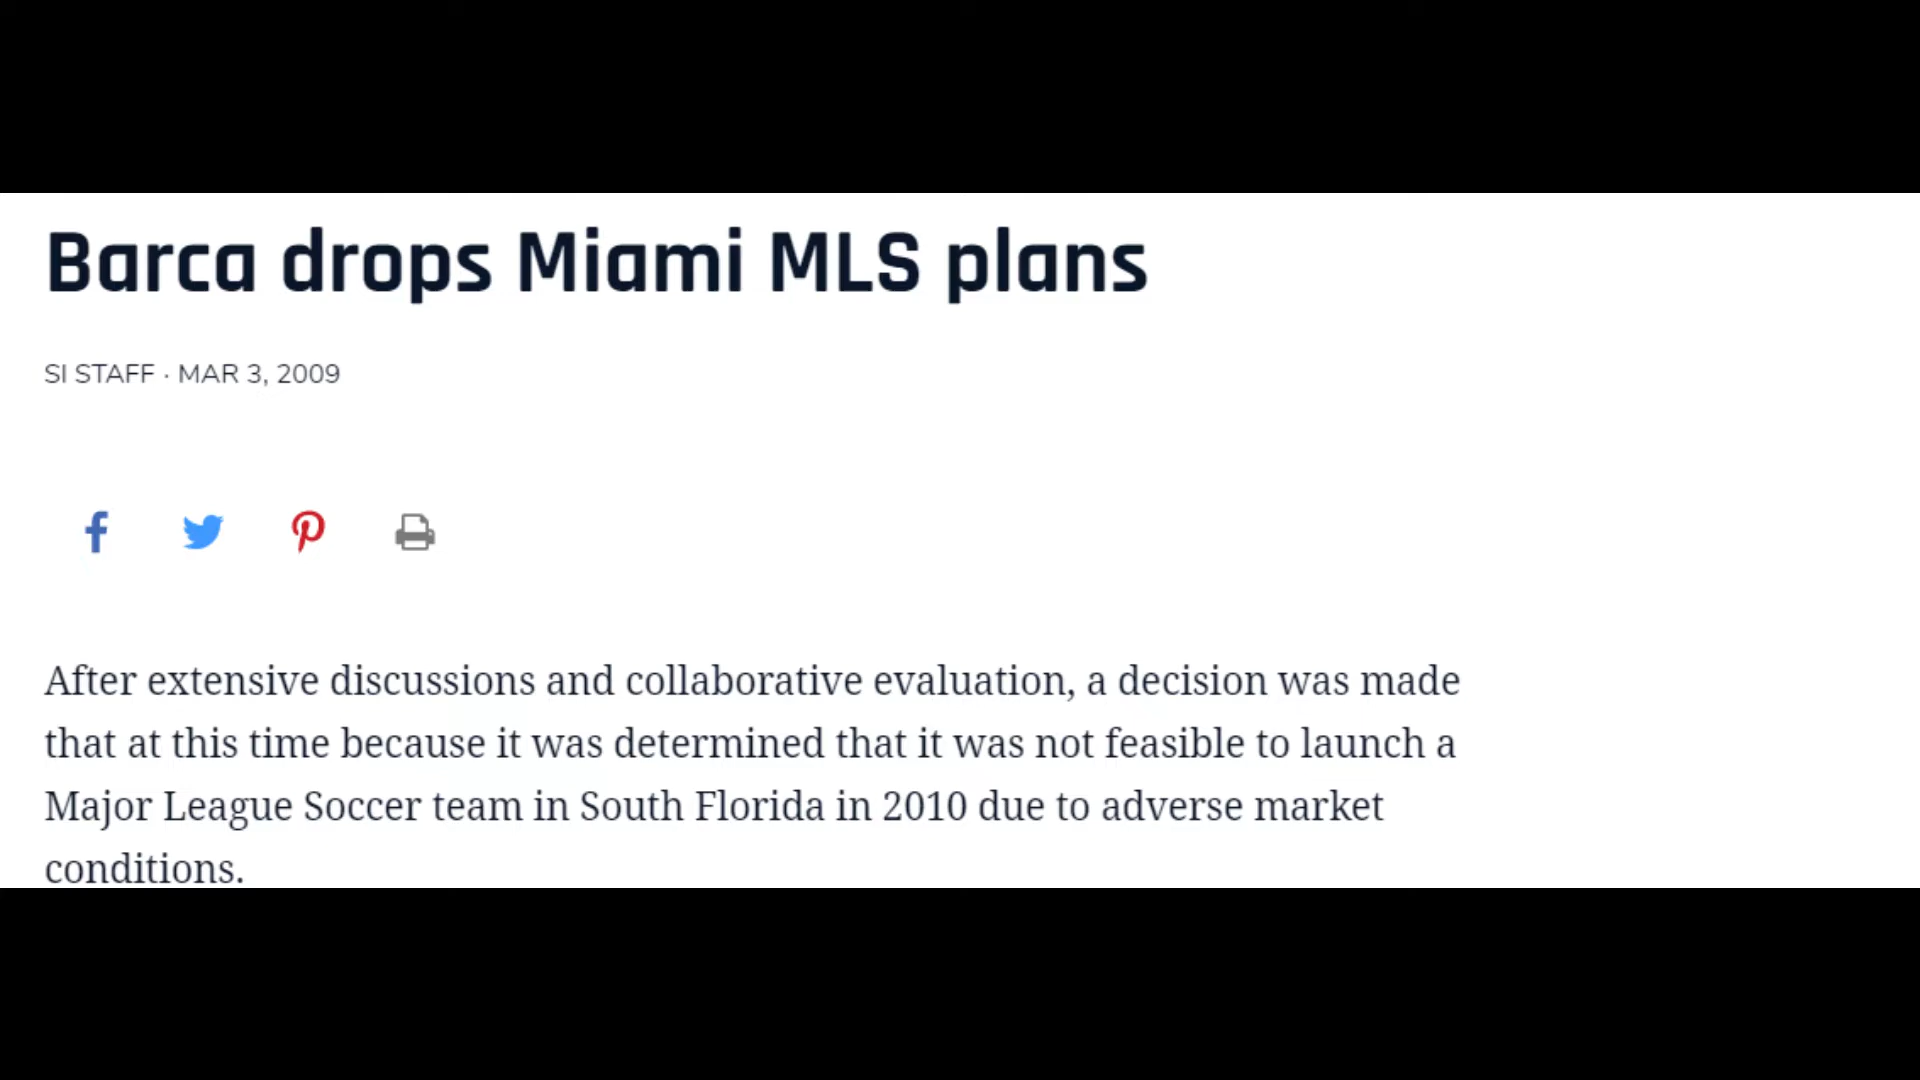 Barca drops Miami MLS plans
SI STAFF · MAR 3, 2009
After extensive discussions and collaborative evaluation, a decision was made
that at this time because it was determined that it was not feasible to launch a
Major League Soccer team in South Florida in 2010 due to adverse market
conditions.